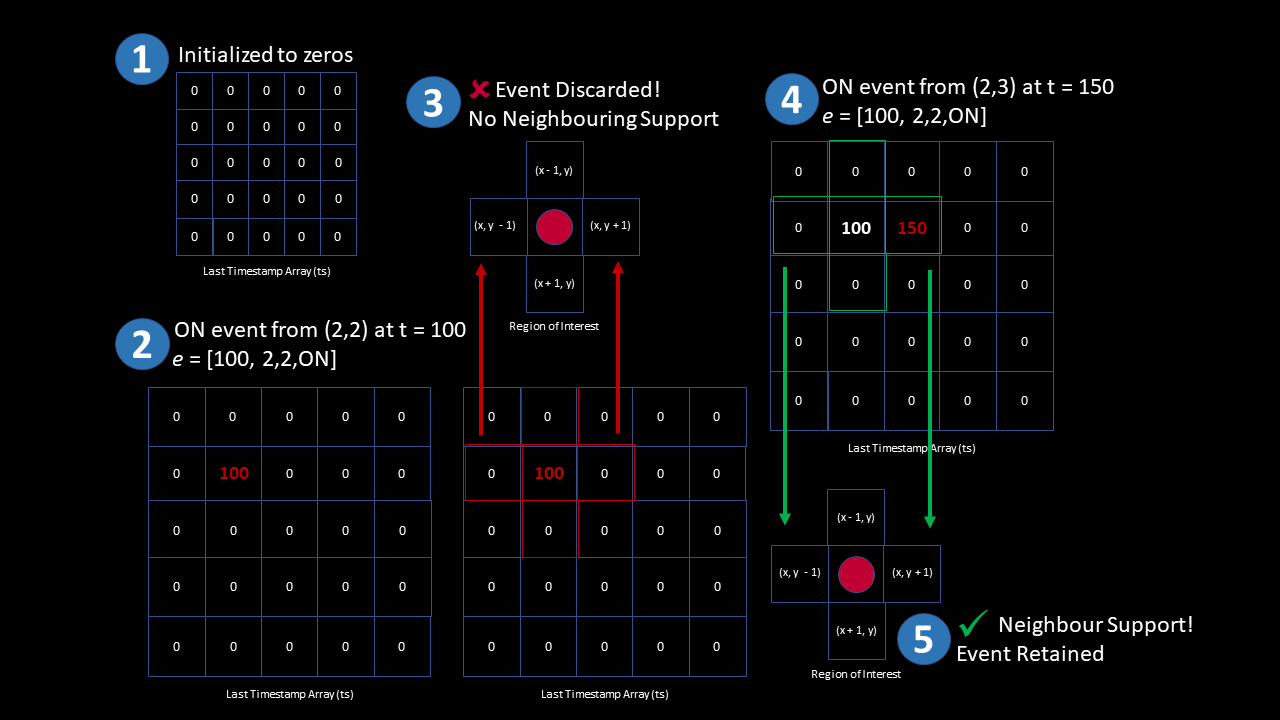 1
Initialized to zeros
0 0 0 0 0
0 0 0 0 0
0 0 0 0 0
0 0 0 0 0
0 0 0 0 0
Last Timestamp Array (ts)
2
ON event from (2,2) at t = 100
e = [100, 2,2,ON]
0 0 0 0 0
0 100 0 0 0
0 0 0 0 0
0 0 0 0 0
0 0 0 0 0
Last Timestamp Array (ts)
3
✘ Event Discarded!
No Neighbouring Support
(x - 1, y)
(x, y - 1) (x, y + 1)
(x + 1, y)
Region of Interest
0 0 0 0 0
0 100 0 0 0
0 0 0 0 0
0 0 0 0 0
0 0 0 0 0
Last Timestamp Array (ts)
4
ON event from (2,3) at t = 150
e = [100, 2,2,ON]
0 0 0 0 0
0 100 150 0 0
0 0 0 0 0
0 0 0 0 0
0 0 0 0 0
Last Timestamp Array (ts)
(x - 1, y)
(x, y - 1) (x, y + 1)
(x + 1, y)
Region of Interest
5
✓ Neighbour Support!
Event Retained